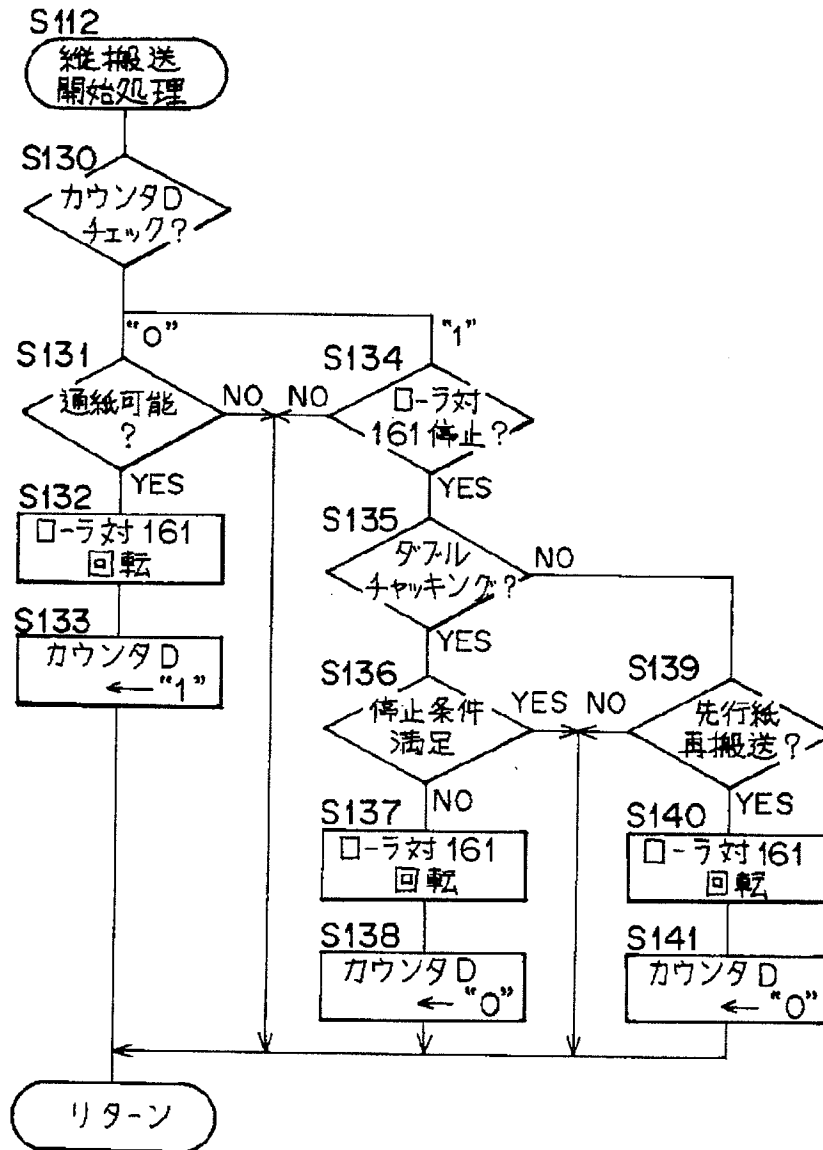 S112
縦搬送
開始処理
S130
カウンタD
チェック?
"0"
"1"
S131
通紙可能
?
NO
YES
S132
ローラ対161
回転
S133
カウンタD
← "1"
S134
ローラ対
161停止?
NO
YES
S135
ダブル
チャッキング?
NO
YES
S136
停止条件
満足
YES
NO
S137
ローラ対161
回転
S138
カウンタD
← "0"
S139
先行紙
再搬送?
NO
YES
S140
ローラ対161
回転
S141
カウンタD
← "0"
リターン